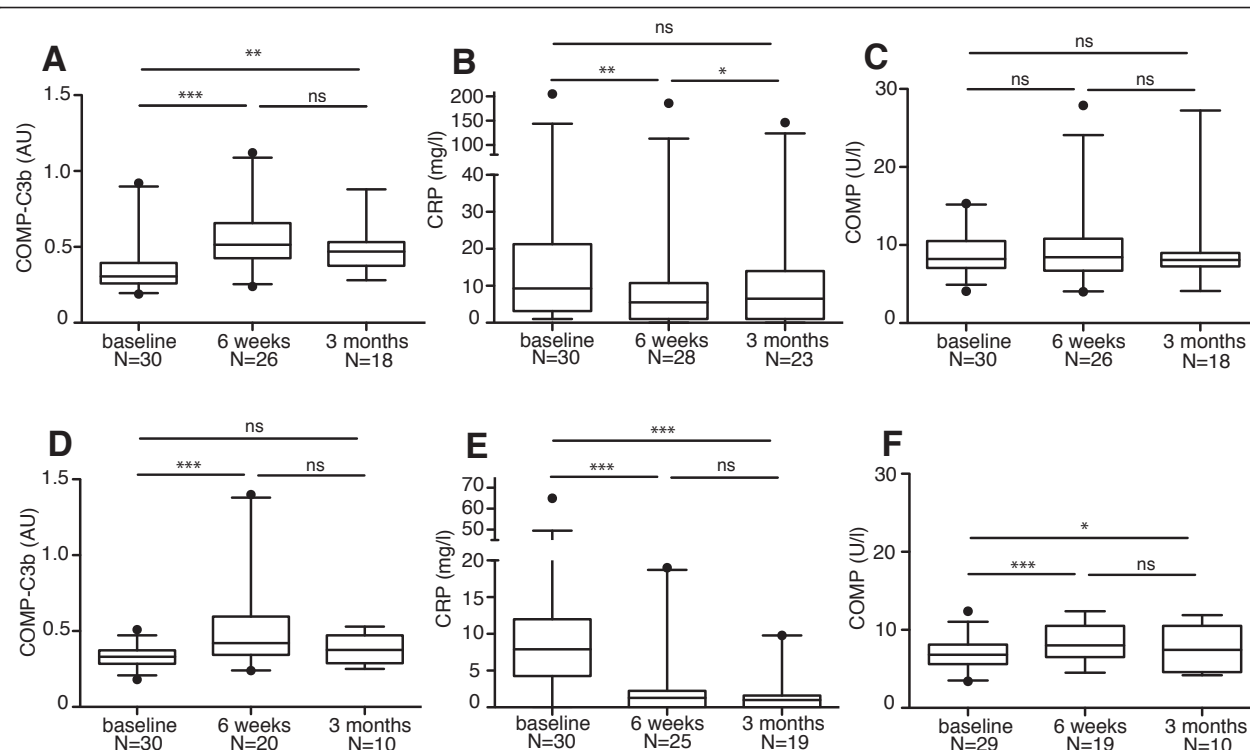 A
**
***
ns
COMP-C3b (AU)
1.5
1.0
0.5
0
baseline
N=30
6 weeks
N=26
3 months
N=18
B
ns
**
*
CRP (mg/l)
200
150
100
40
30
20
10
0
baseline
N=30
6 weeks
N=28
3 months
N=23
C
ns
ns
ns
COMP (U/l)
30
20
10
0
baseline
N=30
6 weeks
N=26
3 months
N=18
D
ns
***
ns
COMP-C3b (AU)
1.5
1.0
0.5
0
baseline
N=30
6 weeks
N=20
3 months
N=10
E
***
***
ns
CRP (mg/l)
70
60
50
20
15
10
5
0
baseline
N=30
6 weeks
N=25
3 months
N=19
F
*
***
ns
COMP (U/l)
30
20
10
0
baseline
N=29
6 weeks
N=19
3 months
N=10